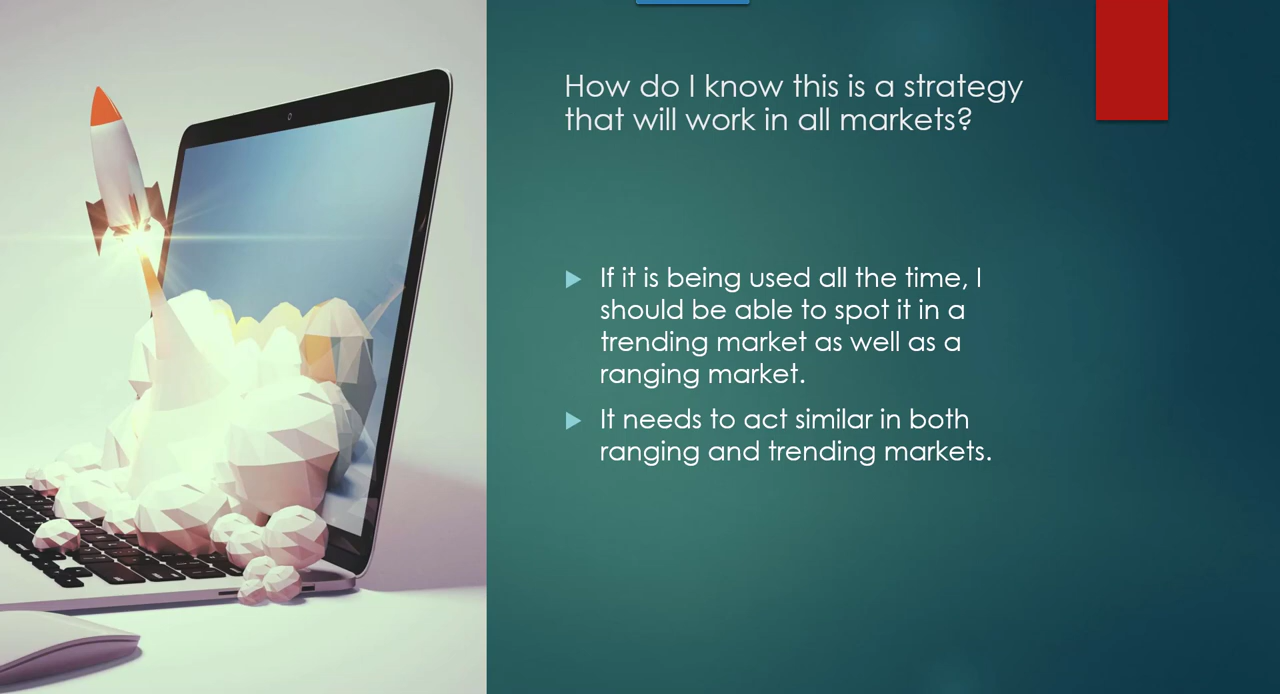 How do I know this is a strategy
that will work in all markets?
If it is being used all the time, I
should be able to spot it in a
trending market as well as a
ranging market.
It needs to act similar in both
ranging and trending markets.